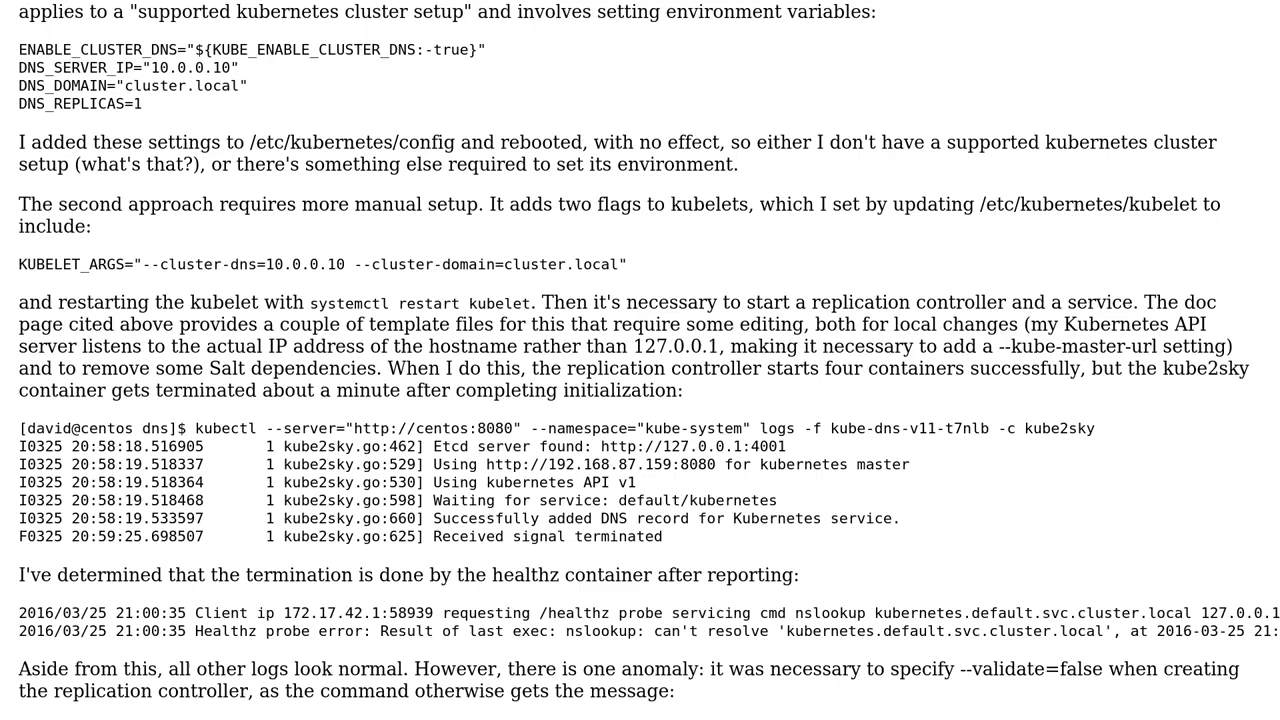 applies to a "supported kubernetes cluster setup" and involves setting environment variables:
ENABLE_CLUSTER_DNS="${KUBE_ENABLE_CLUSTER_DNS:-true}"
DNS_SERVER_IP="10.0.0.10"
DNS_DOMAIN="cluster.local"
DNS_REPLICAS=1
I added these settings to /etc/kubernetes/config and rebooted, with no effect, so either I don't have a supported kubernetes cluster
setup (what's that?), or there's something else required to set its environment.
The second approach requires more manual setup. It adds two flags to kubelets, which I set by updating /etc/kubernetes/kubelet to
include:
KUBELET_ARGS="--cluster-dns=10.0.0.10 --cluster-domain=cluster.local"
and restarting the kubelet with systemctl restart kubelet. Then it's necessary to start a replication controller and a service. The doc
page cited above provides a couple of template files for this that require some editing, both for local changes (my Kubernetes API
server listens to the actual IP address of the hostname rather than 127.0.0.1, making it necessary to add a --kube-master-url setting)
and to remove some Salt dependencies. When I do this, the replication controller starts four containers successfully, but the kube2sky
container gets terminated about a minute after completing initialization:
[david@centos dns]$ kubectl --server="http://centos:8080" --namespace="kube-system" logs -f kube-dns-v11-t7nlb -c kube2sky
I0325 20:58:18.516905       1 kube2sky.go:462] Etcd server found: http://127.0.0.1:4001
I0325 20:58:19.518337       1 kube2sky.go:529] Using http://192.168.87.159:8080 for kubernetes master
I0325 20:58:19.518364       1 kube2sky.go:530] Using kubernetes API v1
I0325 20:58:19.518468       1 kube2sky.go:598] Waiting for service: default/kubernetes
I0325 20:58:19.533597       1 kube2sky.go:660] Successfully added DNS record for Kubernetes service.
F0325 20:59:25.698507       1 kube2sky.go:625] Received signal terminated
I've determined that the termination is done by the healthz container after reporting:
2016/03/25 21:00:35 Client ip 172.17.42.1:58939 requesting /healthz probe servicing cmd nslookup kubernetes.default.svc.cluster.local 127.0.0.1
2016/03/25 21:00:35 Healthz probe error: Result of last exec: nslookup: can't resolve 'kubernetes.default.svc.cluster.local', at 2016-03-25 21:
Aside from this, all other logs look normal. However, there is one anomaly: it was necessary to specify --validate=false when creating
the replication controller, as the command otherwise gets the message: